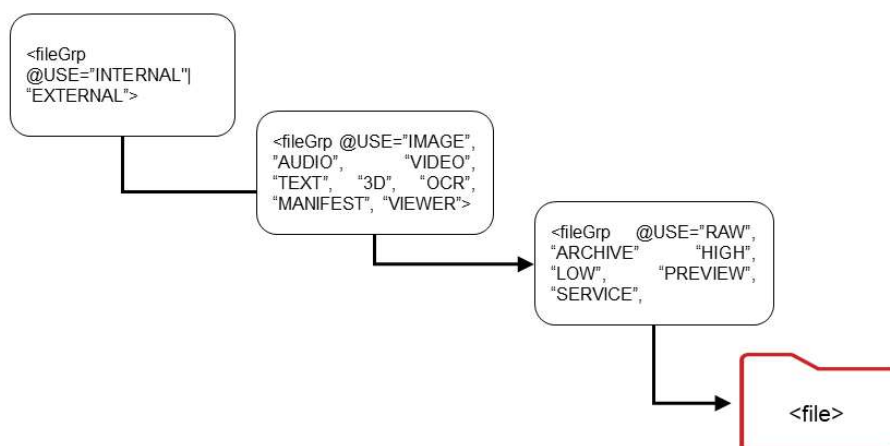 <fileGrp
@USE="INTERNAL"|
“EXTERNAL”>
<fileGrp @USE=”IMAGE”,
”AUDIO”, “VIDEO”,
“TEXT”, “3D”, “OCR”,
“MANIFEST”, “VIEWER”>
<fileGrp @USE=”RAW”,
“ARCHIVE” “HIGH”,
“LOW”, “PREVIEW”,
“SERVICE”,
<file>